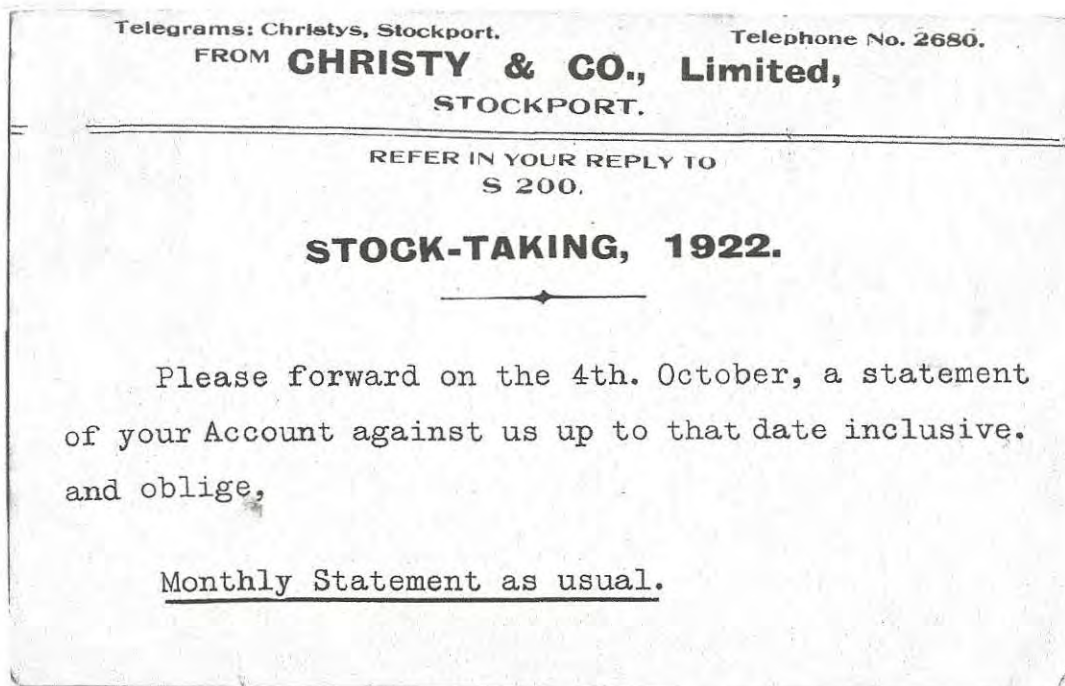 Telegrams: Christys, Stockport. Telephone No. 2680.
FROM CHRISTY & CO., Limited,
STOCKPORT.
REFER IN YOUR REPLY TO
S 200.
STOCK-TAKING, 1922.
Please forward on the 4th. October, a statement
of your Account against us up to that date inclusive.
and oblige,
Monthly Statement as usual.